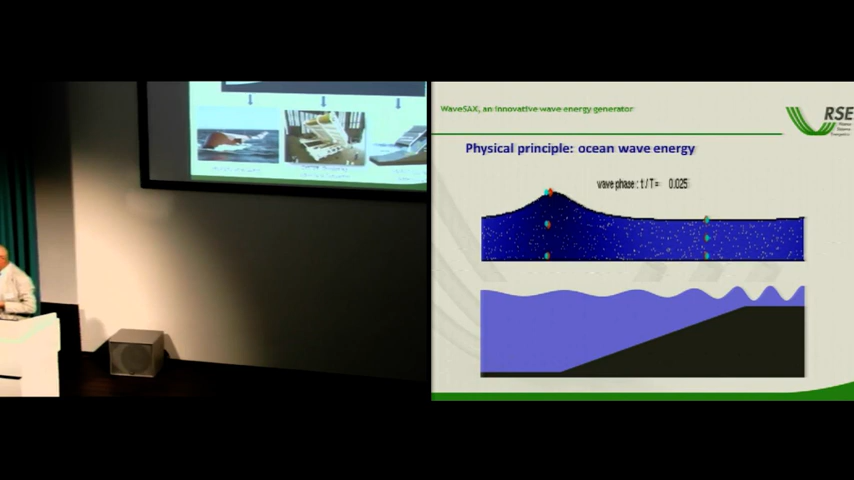 WaveSAX, an innovative wave energy generator
RSE
Physical principle: ocean wave energy
wave phase : t / T = 0.025